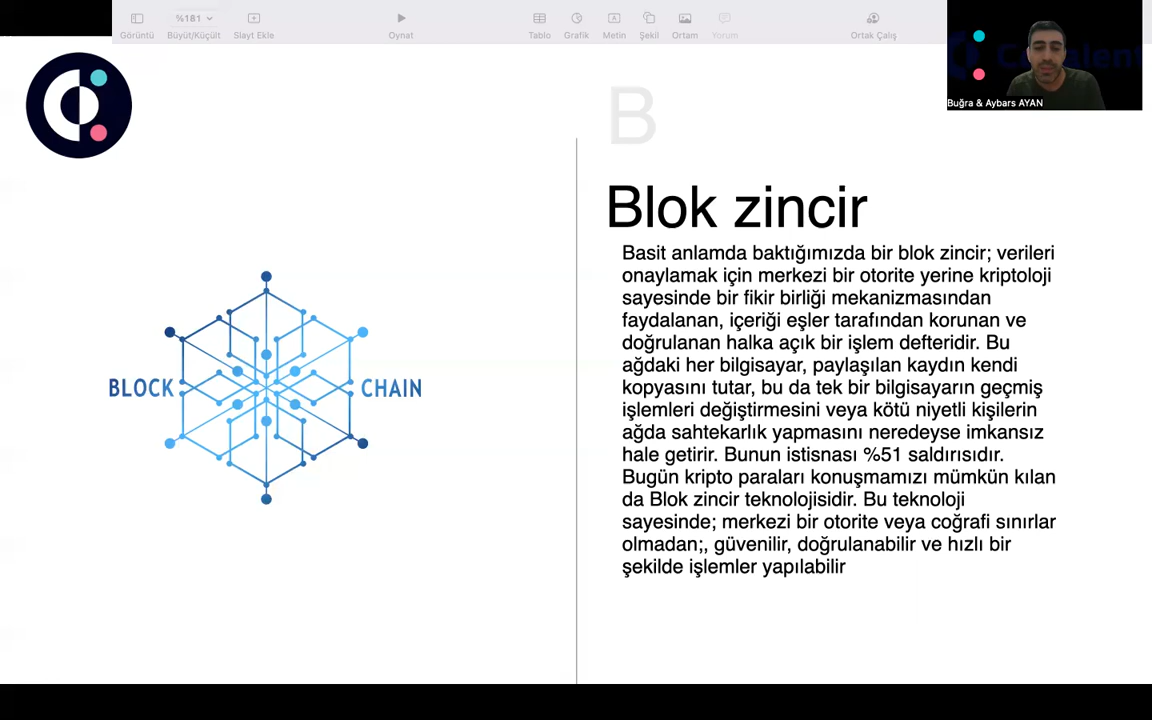 %181
Görüntü
Büyüt/Küçült
Slayt Ekle
Oynat
Tablo
Grafik
Metin
Şekil
Ortam
Yorum
Ortak Çalış
Buğra & Aybars AYAN
B
Blok zincir
Basit anlamda baktığımızda bir blok zincir; verileri
onaylamak için merkezi bir otorite yerine kriptoloji
sayesinde bir fikir birliği mekanizmasından
faydalanan, içeriği eşler tarafından korunan ve
doğrulanan halka açık bir işlem defteridir. Bu
ağdaki her bilgisayar, paylaşılan kaydın kendi
kopyasını tutar, bu da tek bir bilgisayarın geçmiş
işlemleri değiştirmesini veya kötü niyetli kişilerin
ağda sahtekarlık yapmasını neredeyse imkansız
hale getirir. Bunun istisnası %51 saldırısıdır.
Bugün kripto paraları konuşmamızı mümkün kılan
da Blok zincir teknolojisidir. Bu teknoloji
sayesinde; merkezi bir otorite veya coğrafi sınırlar
olmadan;, güvenilir, doğrulanabilir ve hızlı bir
şekilde işlemler yapılabilir
BLOCK CHAIN